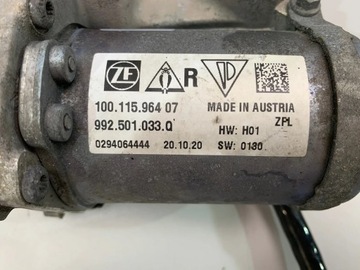 ZF R
100.115.964 07 MADE IN AUSTRIA
992.501.033.Q ZPL
HW: H01
0294064444 20.10.20 SW: 0130